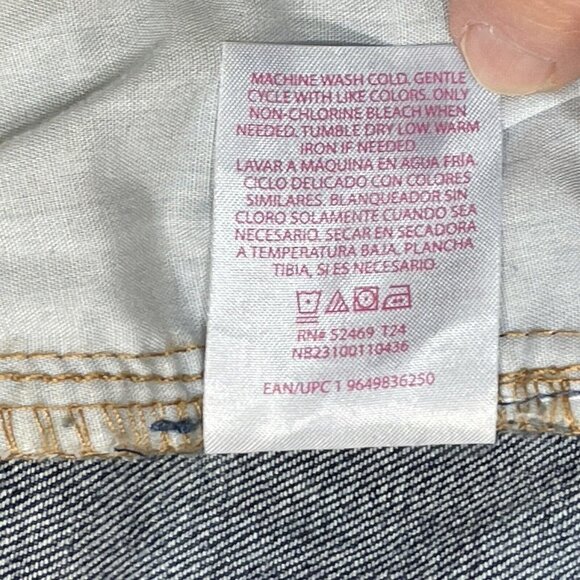 MACHINE WASH COLD. GENTLE
CYCLE WITH LIKE COLORS. ONLY
NON-CHLORINE BLEACH WHEN
NEEDED. TUMBLE DRY LOW. WARM
IRON IF NEEDED.
LAVAR A MÁQUINA EN AGUA FRÍA
CICLO DELICADO CON COLORES
SIMILARES. BLANQUEADOR SIN
CLORO SOLAMENTE CUANDO SEA
NECESARIO. SECAR EN SECADORA
A TEMPERATURA BAJA. PLANCHA
TIBIA, SI ES NECESARIO.
RN# 52469 T24
NB23100110436
EAN/UPC 1 9649836250